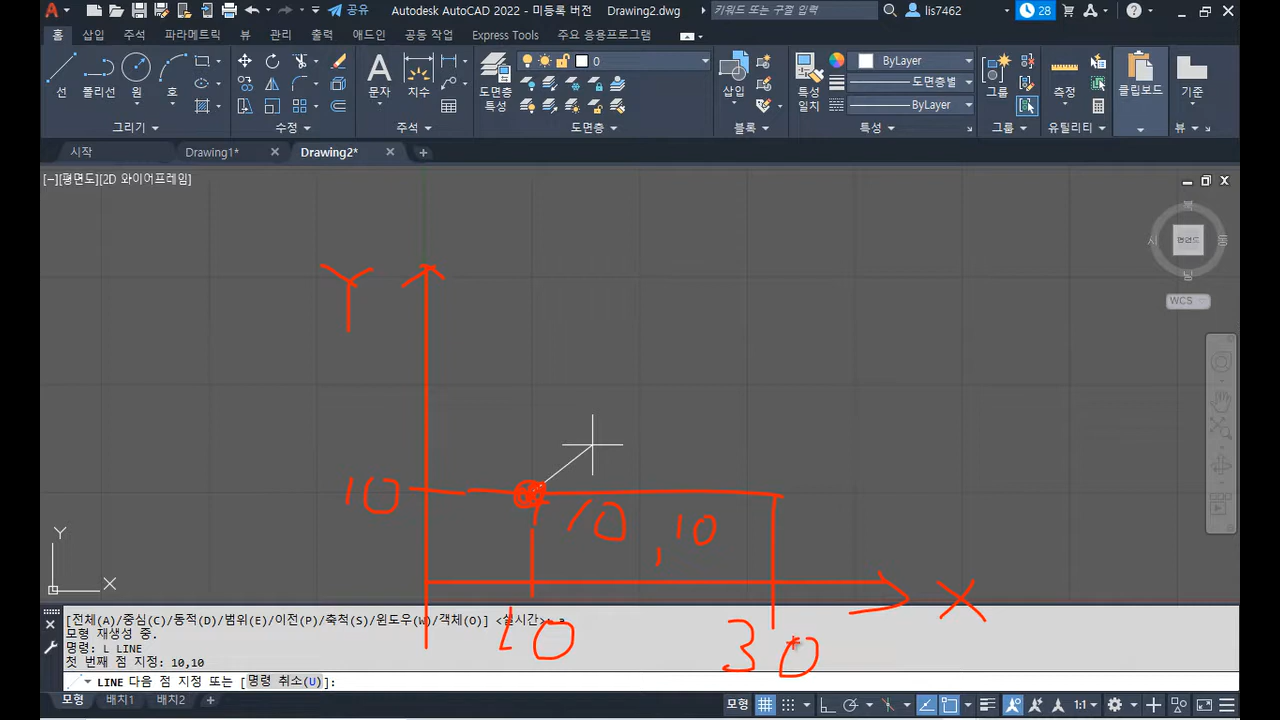 공유
Autodesk AutoCAD 2022 - 미등록 버전 Drawing2.dwg
키워드 또는 구절 입력
lis7462
28
홈 삽입 주석 파라메트릭 뷰 관리 출력 애드인 공동 작업 Express Tools 주요 응용프로그램
선 폴리선 원 호
문자 치수
도면층 특성
0
삽입
특성 일치
ByLayer
도면층별
ByLayer
그룹
측정
클립보드
기준
그리기 수정 주석 도면층 블록 특성 그룹 유틸리티 뷰
시작 Drawing1* Drawing2*
[−][평면도][2D 와이어프레임]
북
서 평면도 동
남
WCS
Y
10
10,10
X
10
30
Y
X
[전체(A)/중심(C)/동적(D)/범위(E)/이전(P)/축척(S)/윈도우(W)/객체(O)] <실시간>: a
모형 재생성 중.
명령: L LINE
첫 번째 점 지정: 10,10
LINE 다음 점 지정 또는 [명령 취소(U)]:
모형 배치1 배치2
모형
1:1